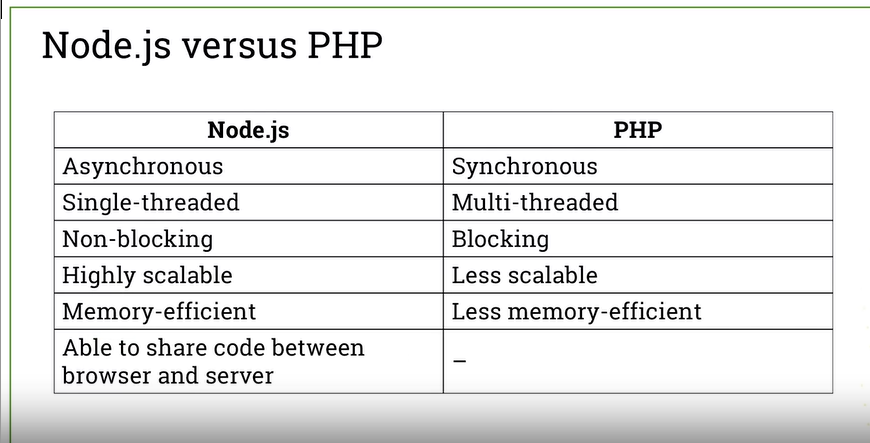 Node.js versus PHP
Node.js PHP
Asynchronous Synchronous
Single-threaded Multi-threaded
Non-blocking Blocking
Highly scalable Less scalable
Memory-efficient Less memory-efficient
Able to share code between
browser and server
–